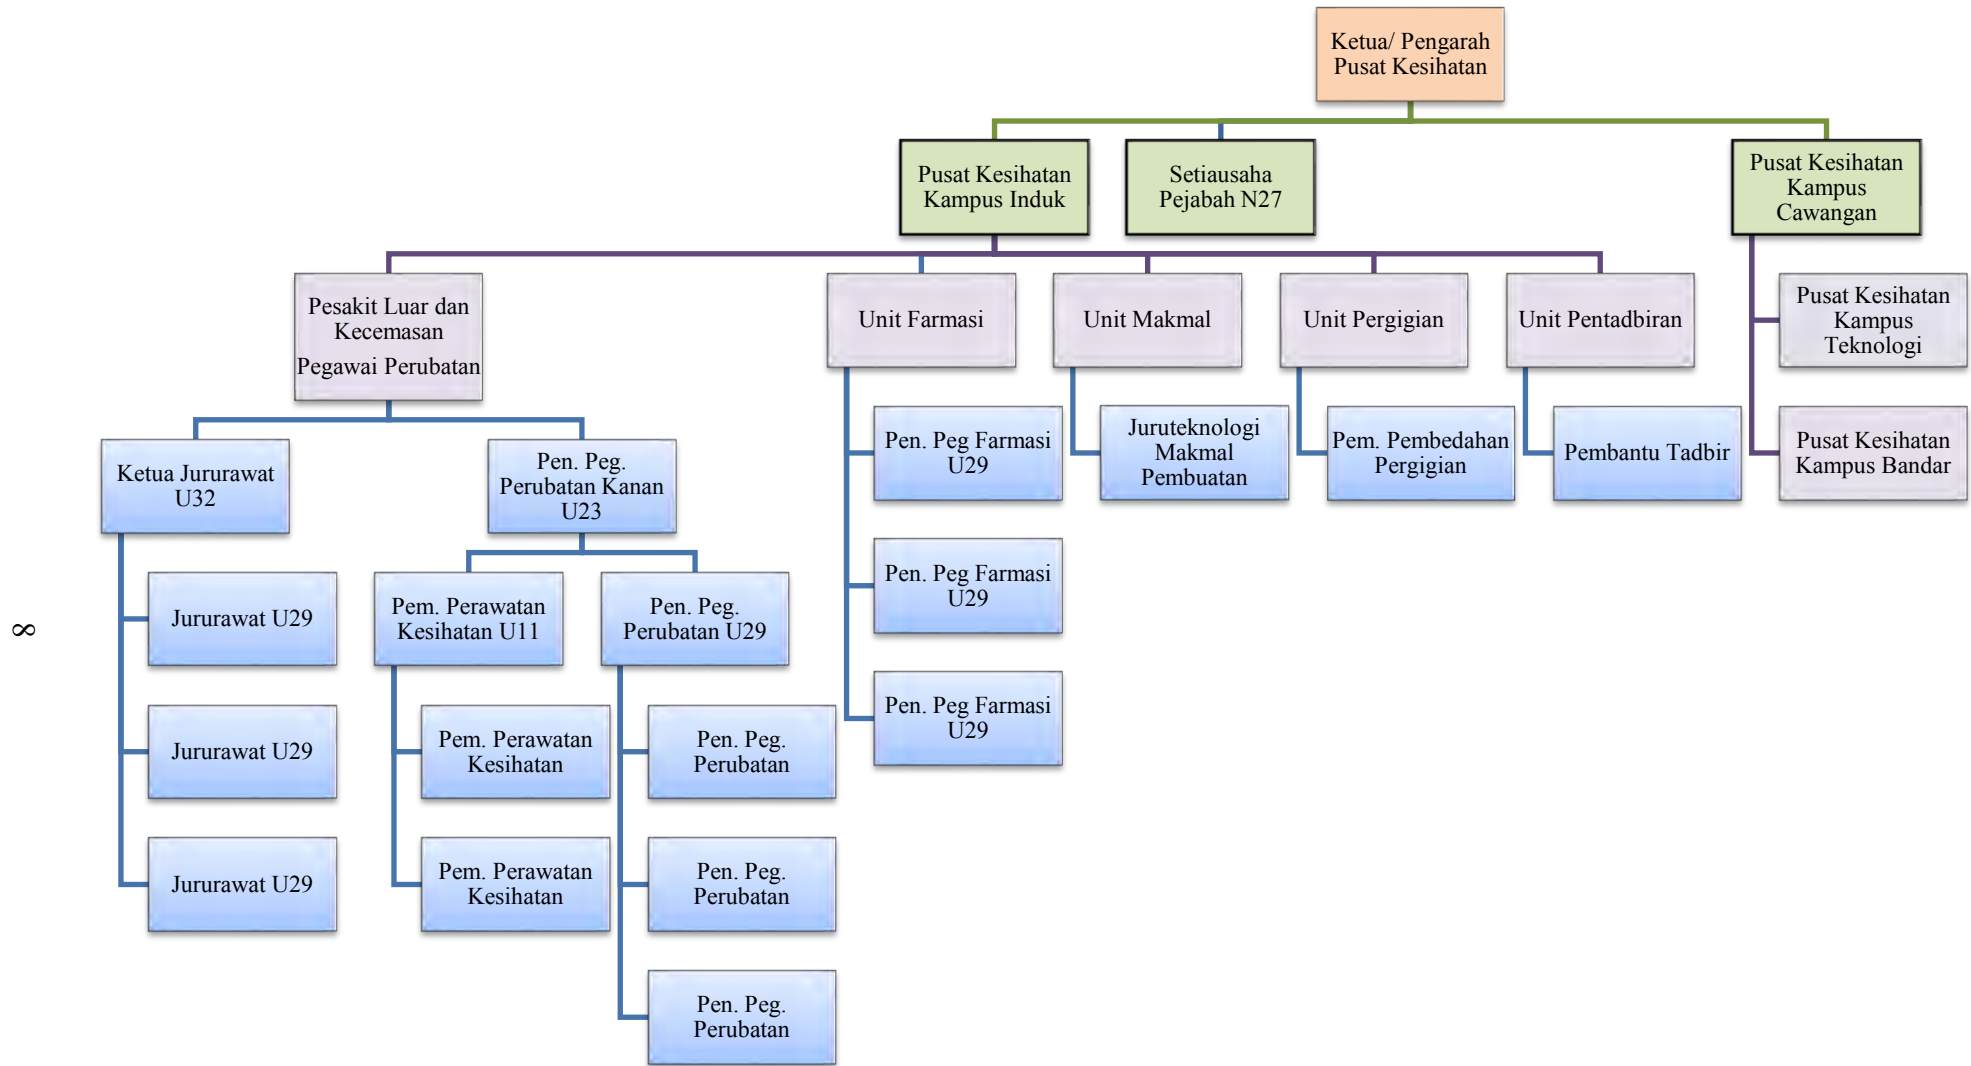 Ketua/ Pengarah
Pusat Kesihatan
Pusat Kesihatan
Kampus Induk
Setiausaha
Pejabah N27
Pusat Kesihatan
Kampus
Cawangan
Pesakit Luar dan
Kecemasan
Pegawai Perubatan
Unit Farmasi
Unit Makmal
Unit Pergigian
Unit Pentadbiran
Pusat Kesihatan
Kampus
Teknologi
Ketua Jururawat
U32
Pen. Peg.
Perubatan Kanan
U23
Pen. Peg Farmasi
U29
Juruteknologi
Makmal
Pembuatan
Pem. Pembedahan
Pergigian
Pembantu Tadbir
Pusat Kesihatan
Kampus Bandar
Jururawat U29
Pem. Perawatan
Kesihatan U11
Pen. Peg.
Perubatan U29
Pen. Peg Farmasi
U29
Jururawat U29
Pem. Perawatan
Kesihatan
Pen. Peg.
Perubatan
Pen. Peg Farmasi
U29
Jururawat U29
Pem. Perawatan
Kesihatan
Pen. Peg.
Perubatan
Pen. Peg.
Perubatan
8